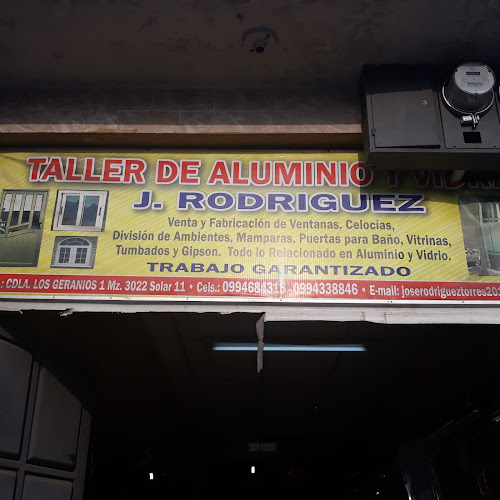 TALLER DE ALUMINIO Y VIDRIO
J. RODRIGUEZ
Venta y Fabricación de Ventanas, Celocias,
División de Ambientes, Mamparas, Puertas para Baño, Vitrinas,
Tumbados y Gipson. Todo lo Relacionado en Aluminio y Vidrio.
TRABAJO GARANTIZADO
.: CDLA. LOS GERANIOS 1 Mz. 3022 Solar 11 • Cels.: 0994684315 - 0994338846 • E-mail: joserodrigueztorres201